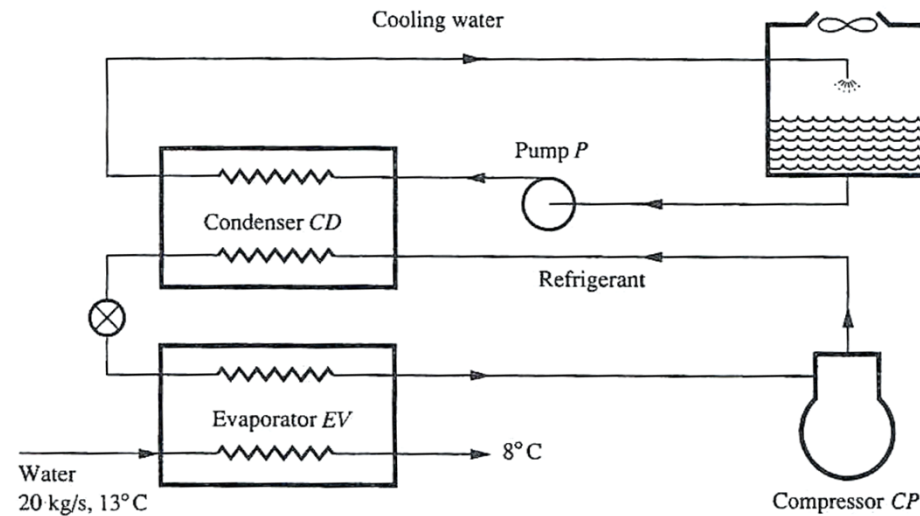 Cooling water
Pump P
Condenser CD
Refrigerant
Evaporator EV
8°C
Water
20 kg/s, 13°C
Compressor CP